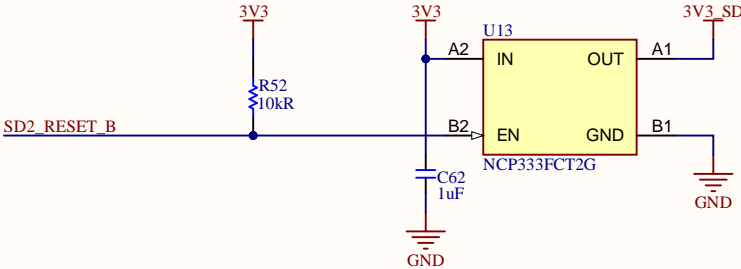 3V3
3V3
3V3_SD
U13
A2
IN
OUT
A1
R52
10kR
SD2_RESET_B
B2
EN
GND
B1
NCP333FCT2G
C62
1uF
GND
GND